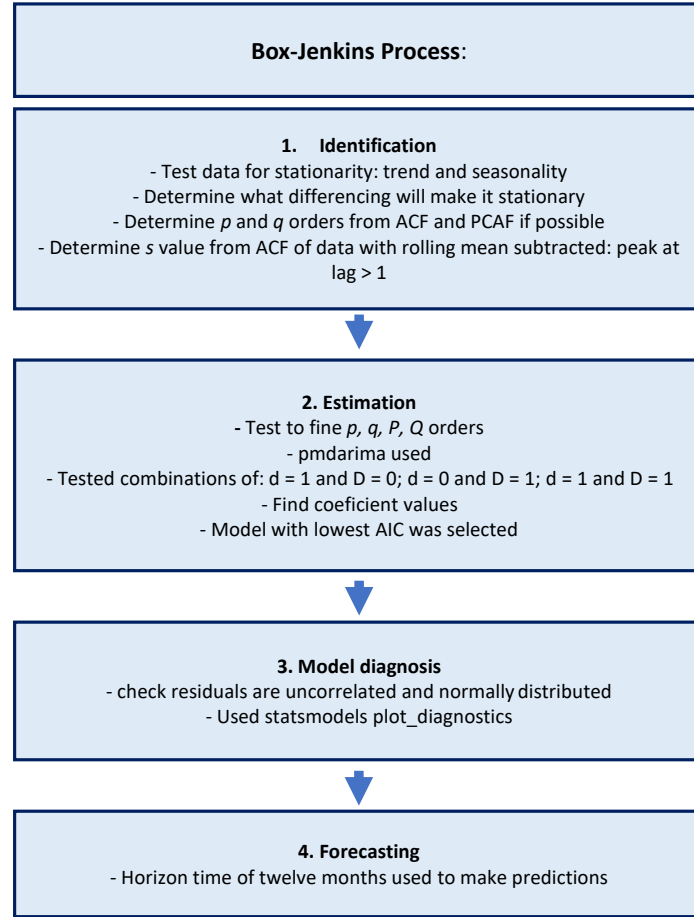 Box-Jenkins Process:
1. Identification
- Test data for stationarity: trend and seasonality
- Determine what differencing will make it stationary
- Determine p and q orders from ACF and PCAF if possible
- Determine s value from ACF of data with rolling mean subtracted: peak at
lag > 1
2. Estimation
- Test to fine p, q, P, Q orders
- pmdarima used
- Tested combinations of: d = 1 and D = 0; d = 0 and D = 1; d = 1 and D = 1
- Find coeficient values
- Model with lowest AIC was selected
3. Model diagnosis
- check residuals are uncorrelated and normally distributed
- Used statsmodels plot_diagnostics
4. Forecasting
- Horizon time of twelve months used to make predictions